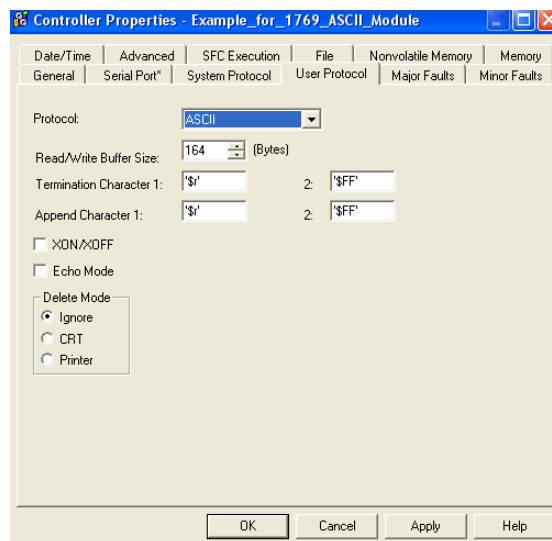 Controller Properties - Example_for_1769_ASCII_Module
Date/Time Advanced SFC Execution File Nonvolatile Memory Memory
General Serial Port* System Protocol User Protocol Major Faults Minor Faults
Protocol: ASCII
Read/Write Buffer Size: 164 (Bytes)
Termination Character 1: '$r' 2: '$FF'
Append Character 1: '$r' 2: '$FF'
XON/XOFF
Echo Mode
Delete Mode
Ignore
CRT
Printer
OK Cancel Apply Help